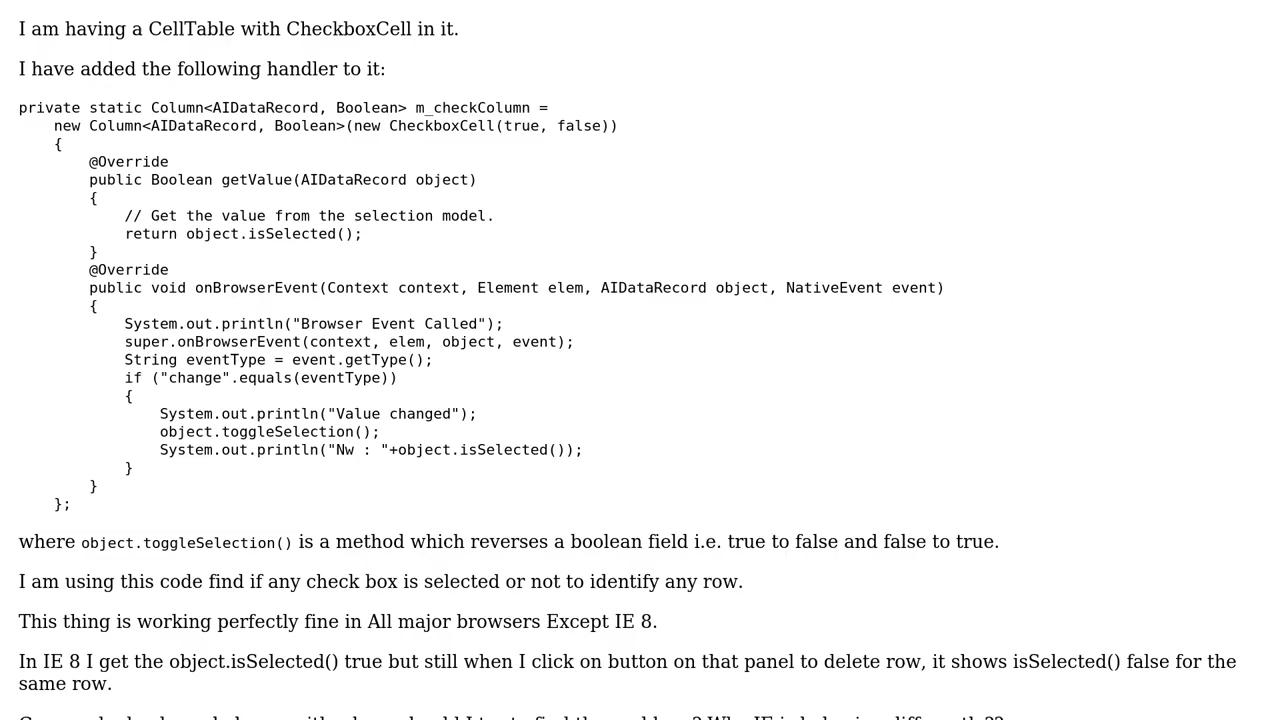 I am having a CellTable with CheckboxCell in it.
I have added the following handler to it:
private static Column<AIDataRecord, Boolean> m_checkColumn =
    new Column<AIDataRecord, Boolean>(new CheckboxCell(true, false))
    {
        @Override
        public Boolean getValue(AIDataRecord object)
        {
            // Get the value from the selection model.
            return object.isSelected();
        }
        @Override
        public void onBrowserEvent(Context context, Element elem, AIDataRecord object, NativeEvent event)
        {
            System.out.println("Browser Event Called");
            super.onBrowserEvent(context, elem, object, event);
            String eventType = event.getType();
            if ("change".equals(eventType))
            {
                System.out.println("Value changed");
                object.toggleSelection();
                System.out.println("Nw : "+object.isSelected());
            }
        }
    };
where object.toggleSelection() is a method which reverses a boolean field i.e. true to false and false to true.
I am using this code find if any check box is selected or not to identify any row.
This thing is working perfectly fine in All major browsers Except IE 8.
In IE 8 I get the object.isSelected() true but still when I click on button on that panel to delete row, it shows isSelected() false for the
same row.